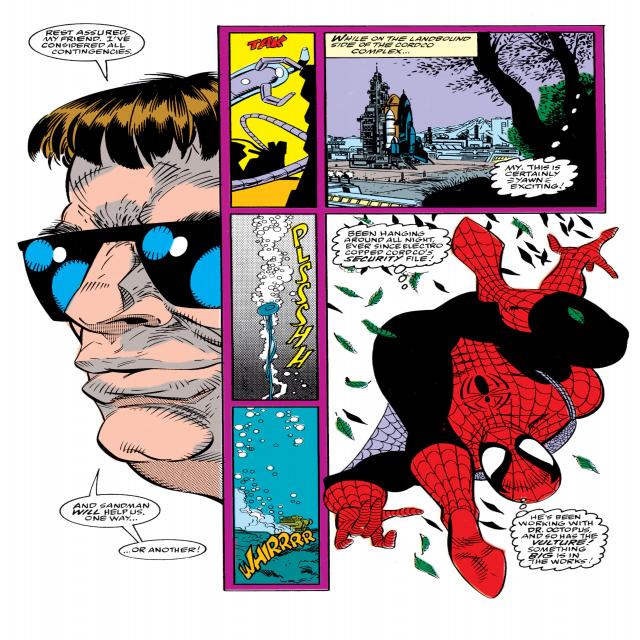 REST ASSURED,
MY FRIEND. I'VE
CONSIDERED ALL
CONTINGENCIES.
AND SANDMAN
WILL HELP US,
ONE WAY...
...OR ANOTHER!
TAK
PLSSSHH
WHIRRRR
WHILE ON THE LANDBOUND
SIDE OF THE CORDCO
COMPLEX...
MY, THIS IS
CERTAINLY
YAWN
EXCITING!
BEEN HANGING
AROUND ALL NIGHT,
EVER SINCE ELECTRO
COPPED CORDCO'S
SECURITY FILE!
HE'S BEEN
WORKING WITH
DR. OCTOPUS,
AND SO HAS THE
VULTURE!
SOMETHING
BIG IS IN
THE WORKS!